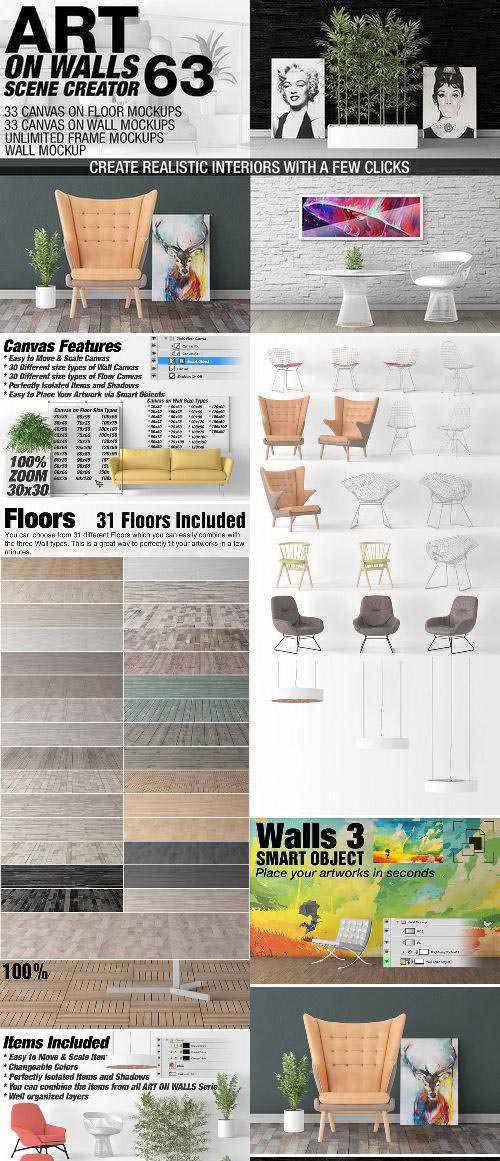 ART
ON WALLS
SCENE CREATOR 63
33 CANVAS ON FLOOR MOCKUPS
33 CANVAS ON WALL MOCKUPS
UNLIMITED FRAME MOCKUPS
WALL MOCKUP
CREATE REALISTIC INTERIORS WITH A FEW CLICKS
Canvas Features
* Easy to Move & Scale Canvas
* 30 Different size types of Wall Canvas
* 30 Different size types of Floor Canvas
* Perfectly Isolated Items and Shadows
* Easy to Place Your Artwork via Smart Objects
Canvas on Floor Size Types
Canvas on Wall Size Types
100%
ZOOM
30x30
Floors 31 Floors Included
You can choose from 31 different Floors which you can easily combine with
the three Wall types. This is a great way to perfectly fit your artworks in a few
minutes.
Walls 3
SMART OBJECT
Place your artworks in seconds
100%
Items Included
* Easy to Move & Scale Iten
* Changeable Colors
* Perfectly Isolated Items and Shadows
* You can combine the items from all ART ON WALLS Serie
* Well organized layers